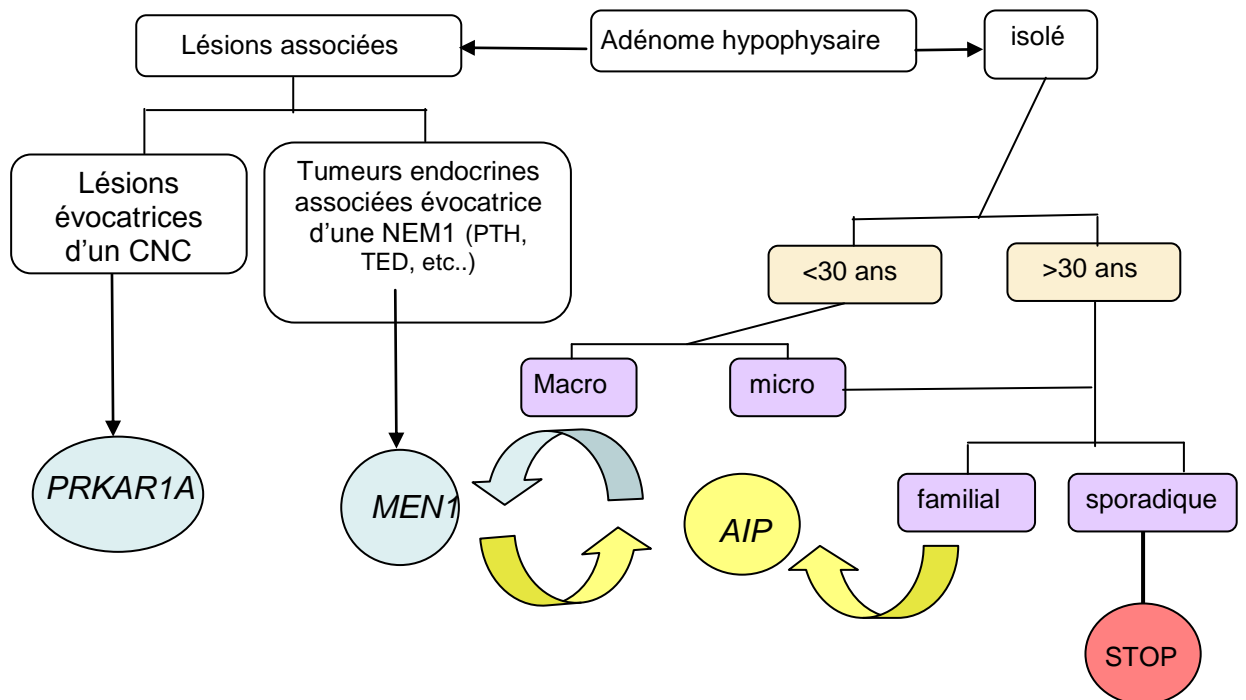 Lésions associées
Adénome hypophysaire
isolé
Lésions
évocatrices
d'un CNC
Tumeurs endocrines
associées évocatrice
d'une NEM1 (PTH,
TED, etc..)
<30 ans
>30 ans
Macro
micro
PRKAR1A
MEN1
AIP
familial
sporadique
STOP